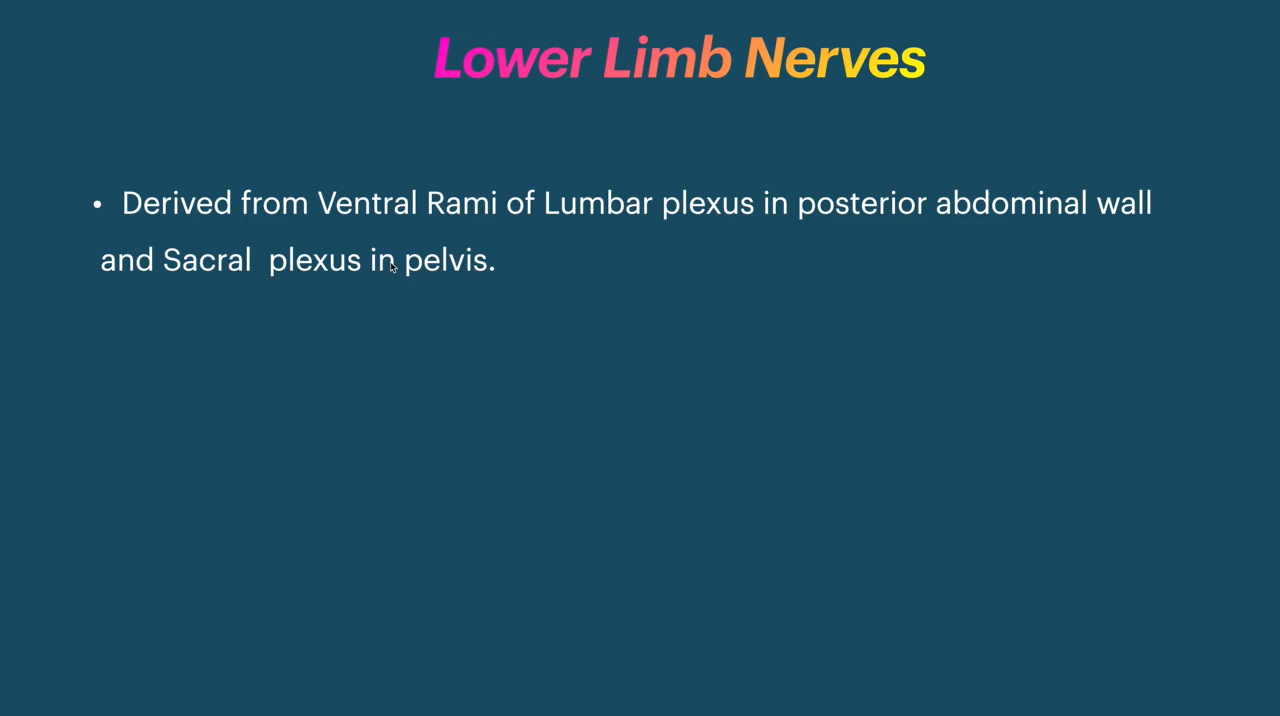 Lower Limb Nerves
• Derived from Ventral Rami of Lumbar plexus in posterior abdominal wall
and Sacral  plexus in pelvis.